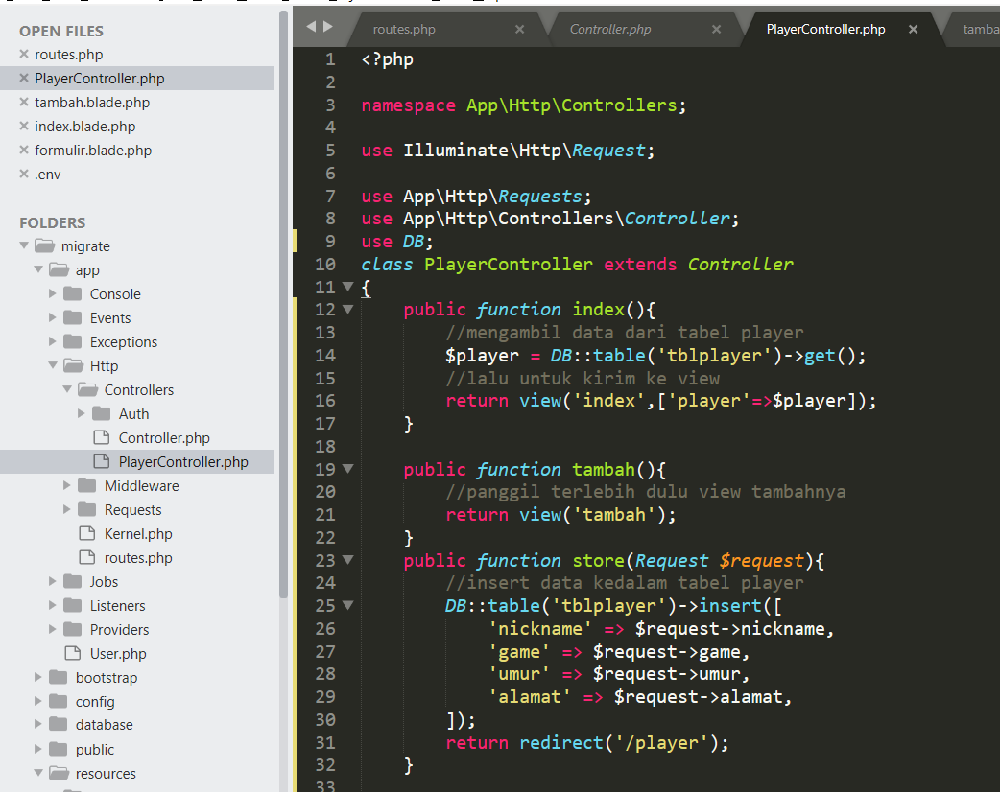 OPEN FILES
routes.php
PlayerController.php
tambah.blade.php
index.blade.php
formulir.blade.php
.env
FOLDERS
migrate
app
Console
Events
Exceptions
Http
Controllers
Auth
Controller.php
PlayerController.php
Middleware
Requests
Kernel.php
routes.php
Jobs
Listeners
Providers
User.php
bootstrap
config
database
public
resources
routes.php
Controller.php
PlayerController.php
tamba
1 <?php
2
3 namespace App\Http\Controllers;
4
5 use Illuminate\Http\Request;
6
7 use App\Http\Requests;
8 use App\Http\Controllers\Controller;
9 use DB;
10 class PlayerController extends Controller
11 {
12     public function index(){
13         //mengambil data dari tabel player
14         $player = DB::table('tblplayer')->get();
15         //lalu untuk kirim ke view
16         return view('index',['player'=>$player]);
17     }
18
19     public function tambah(){
20         //panggil terlebih dulu view tambahnya
21         return view('tambah');
22     }
23     public function store(Request $request){
24         //insert data kedalam tabel player
25         DB::table('tblplayer')->insert([
26             'nickname' => $request->nickname,
27             'game' => $request->game,
28             'umur' => $request->umur,
29             'alamat' => $request->alamat,
30         ]);
31         return redirect('/player');
32     }
33